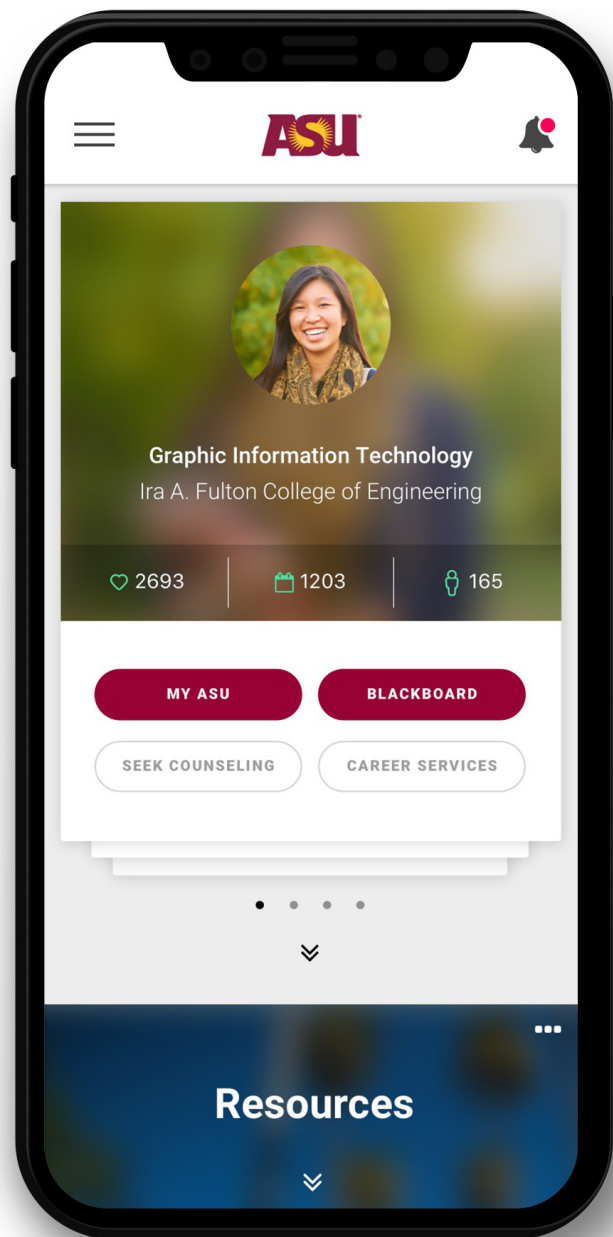 ASU
Graphic Information Technology
Ira A. Fulton College of Engineering
2693 1203 165
MY ASU BLACKBOARD
SEEK COUNSELING CAREER SERVICES
Resources